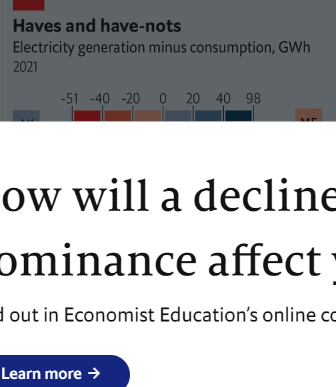 Haves and have-nots
Electricity generation minus consumption, GWh
2021
-51 -40 -20 0 20 40 98
AK ME
ow will a decline
ominance affect y
d out in Economist Education's online co
Learn more →